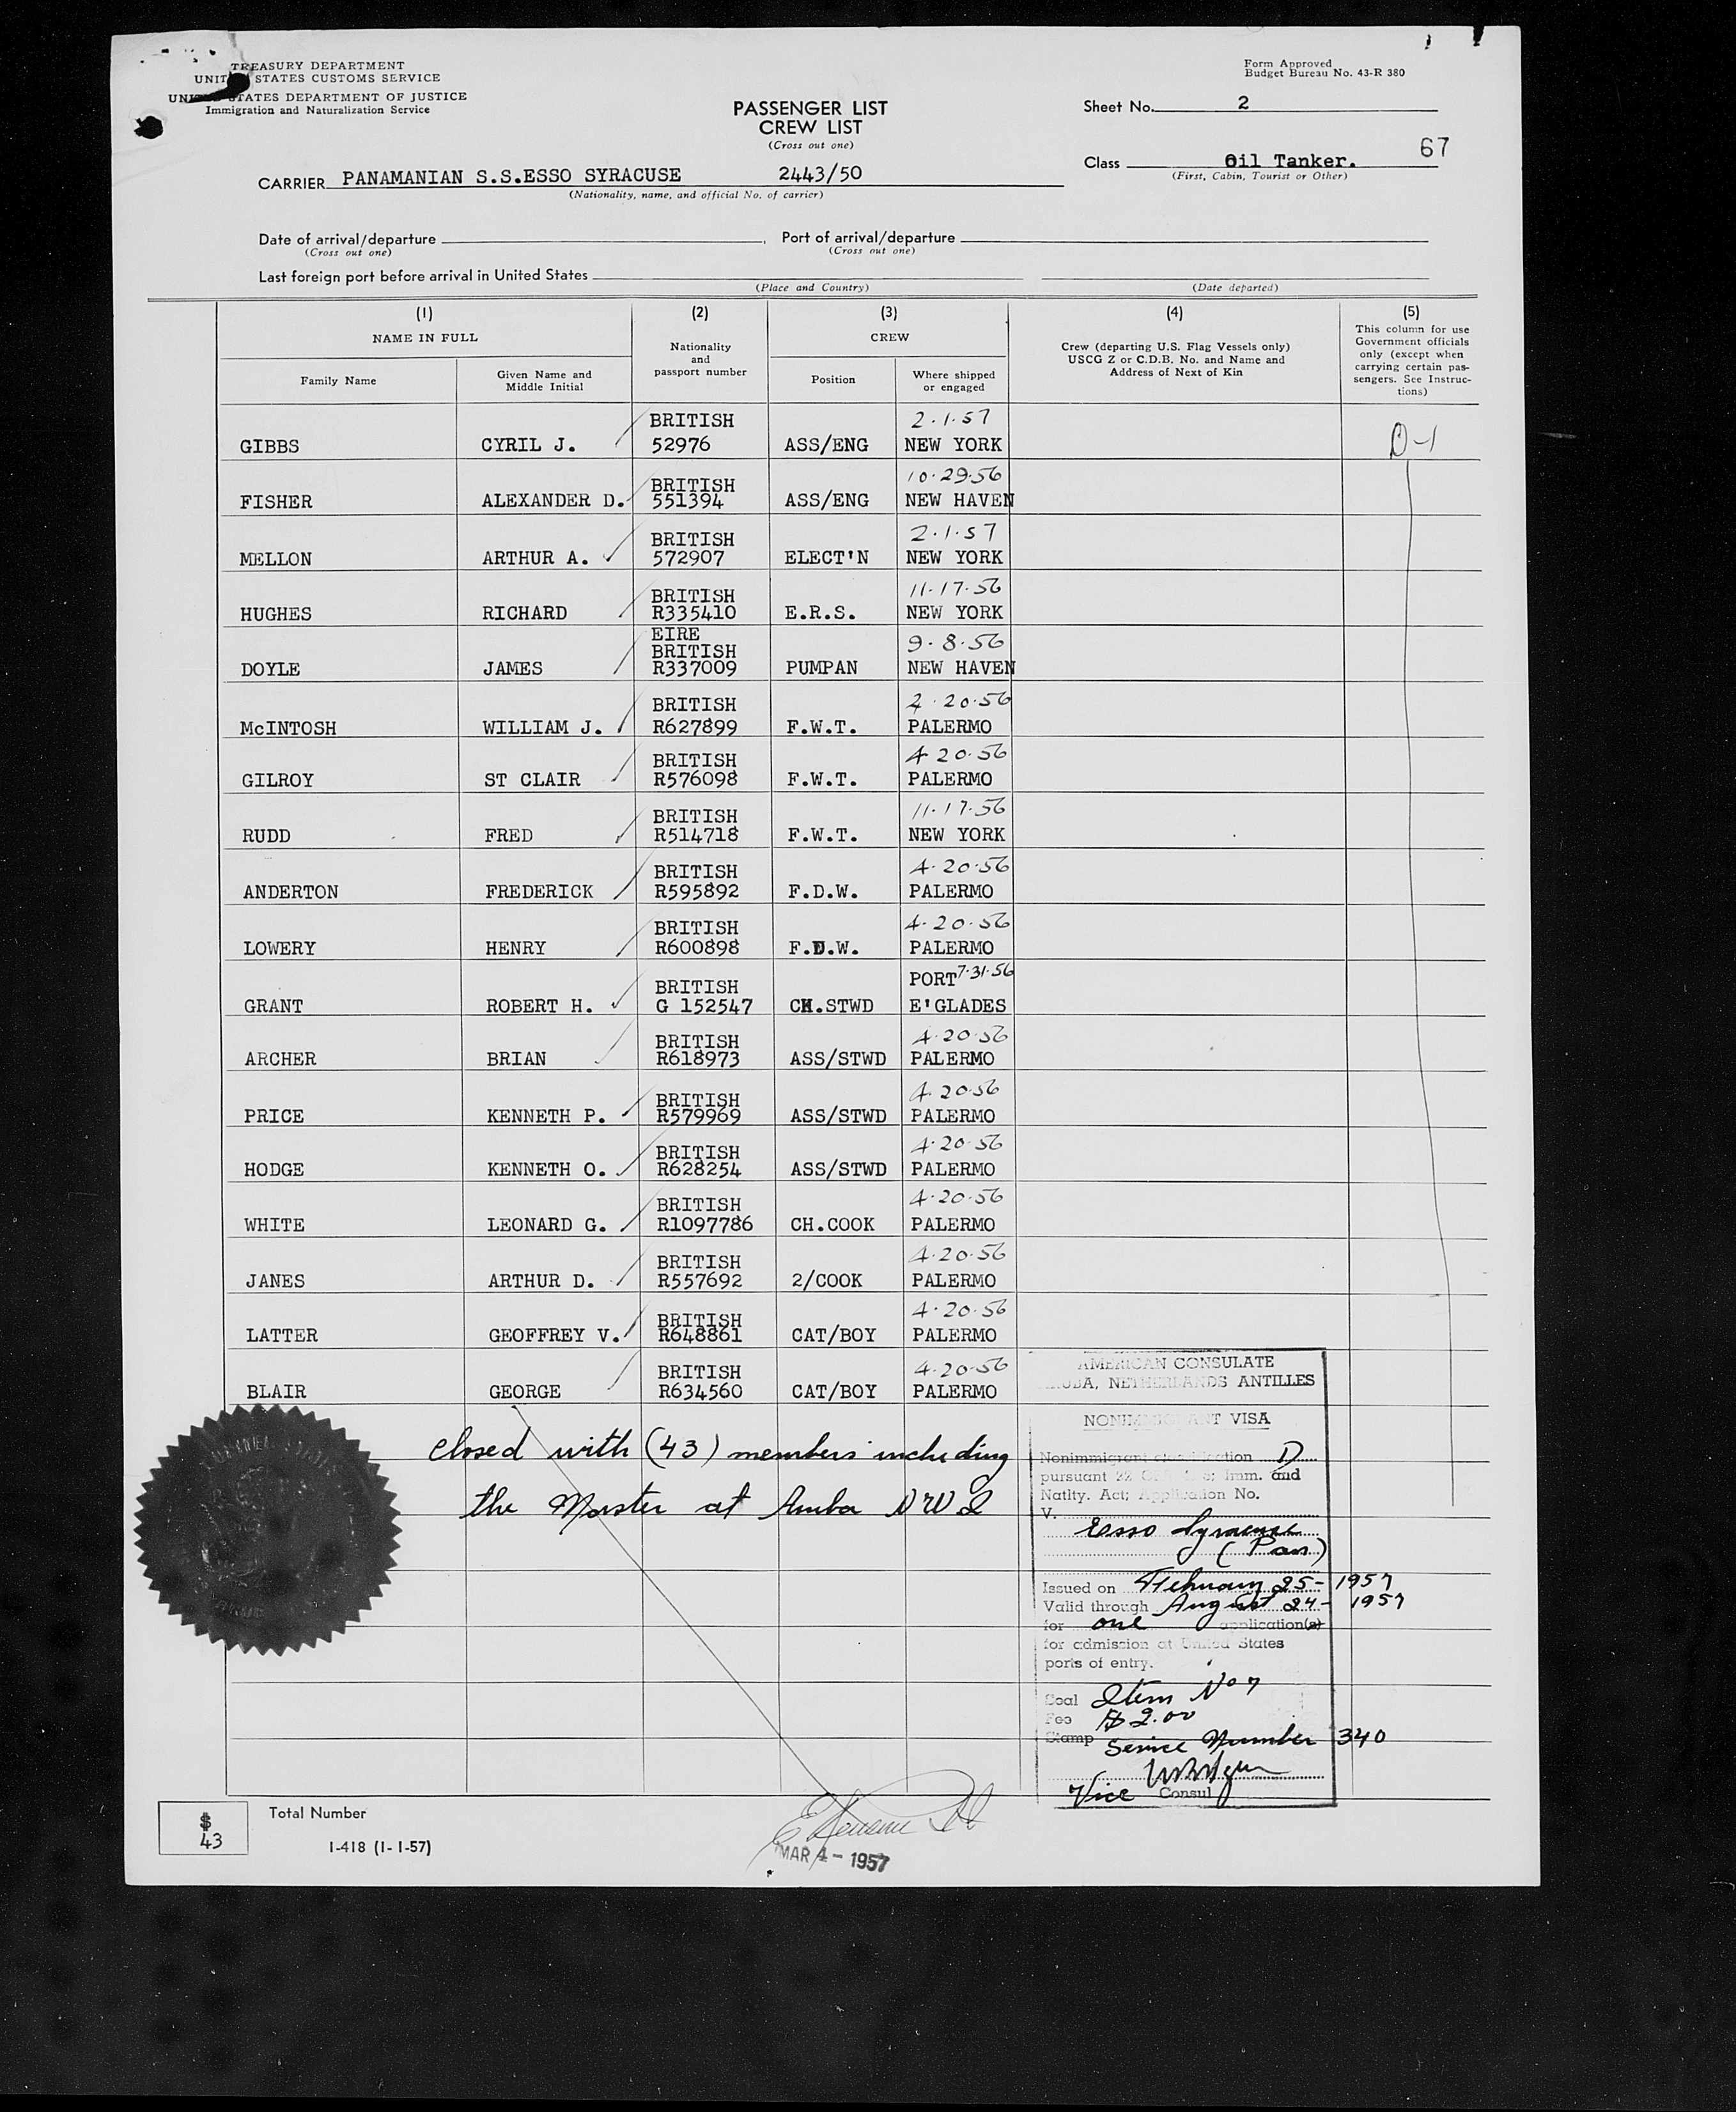 TREASURY DEPARTMENT
UNITED STATES CUSTOMS SERVICE
UNITED STATES DEPARTMENT OF JUSTICE
Immigration and Naturalization Service
Form Approved
Budget Bureau No. 43-R 380
PASSENGER LIST
CREW LIST
(Cross out one)
Sheet No. 2
67
Class Oil Tanker.
(First, Cabin, Tourist or Other)
CARRIER PANAMANIAN S.S.ESSO SYRACUSE 2443/50
(Nationality, name, and official No. of carrier)
Date of arrival/departure , Port of arrival/departure
(Cross out one) (Cross out one)
Last foreign port before arrival in United States
(Place and Country) (Date departed)
(1) (2) (3) (4) (5)
NAME IN FULL
Family Name
Given Name and
Middle Initial
Nationality
and
passport number
CREW
Position
Where shipped
or engaged
Crew (departing U.S. Flag Vessels only)
USCG Z or C.D.B. No. and Name and
Address of Next of Kin
This column for use
Government officials
only (except when
carrying certain pas-
sengers. See Instruc-
tions)
BRITISH 2.1.57
GIBBS CYRIL J. 52976 ASS/ENG NEW YORK D-1
BRITISH 10.29.56
FISHER ALEXANDER D. 551394 ASS/ENG NEW HAVEN
BRITISH 2.1.57
MELLON ARTHUR A. 572907 ELECT'N NEW YORK
BRITISH 11.17.56
HUGHES RICHARD R335410 E.R.S. NEW YORK
EIRE
BRITISH 9.8.56
DOYLE JAMES R337009 PUMPAN NEW HAVEN
BRITISH 4.20.56
McINTOSH WILLIAM J. R627899 F.W.T. PALERMO
BRITISH 4 20.56
GILROY ST CLAIR R576098 F.W.T. PALERMO
BRITISH 11.17.56
RUDD FRED R514718 F.W.T. NEW YORK
BRITISH 4.20.56
ANDERTON FREDERICK R595892 F.D.W. PALERMO
BRITISH 4.20.56
LOWERY HENRY R600898 F.D.W. PALERMO
BRITISH PORT 7.31.56
GRANT ROBERT H. G 152547 CH.STWD E'GLADES
BRITISH 4.20.56
ARCHER BRIAN R618973 ASS/STWD PALERMO
BRITISH 4.20.56
PRICE KENNETH P. R579969 ASS/STWD PALERMO
BRITISH 4.20.56
HODGE KENNETH O. R628254 ASS/STWD PALERMO
BRITISH 4.20.56
WHITE LEONARD G. R1097786 CH.COOK PALERMO
BRITISH 4.20.56
JANES ARTHUR D. R557692 2/COOK PALERMO
BRITISH 4.20.56
LATTER GEOFFREY V. R648861 CAT/BOY PALERMO
BRITISH 4.20.56
BLAIR GEORGE R634560 CAT/BOY PALERMO
closed with (43) members including
the Master at Aruba N W I
AMERICAN CONSULATE
ARUBA, NETHERLANDS ANTILLES
NONIMMIGRANT VISA
Nonimmigrant classification D
pursuant 22 Imm. and
Natlty. Act; Application No.
V.
Esso Syracuse
(Pan)
Issued on February 25- 1957
Valid through August 24- 1957
for one application(s)
for admission at United States
ports of entry.
Seal Item No 7
Fee $ 2.00
Stamp Service Number 340
Vice Consul
$
43
Total Number
I-418 (1-1-57)
MAR 4 - 1957